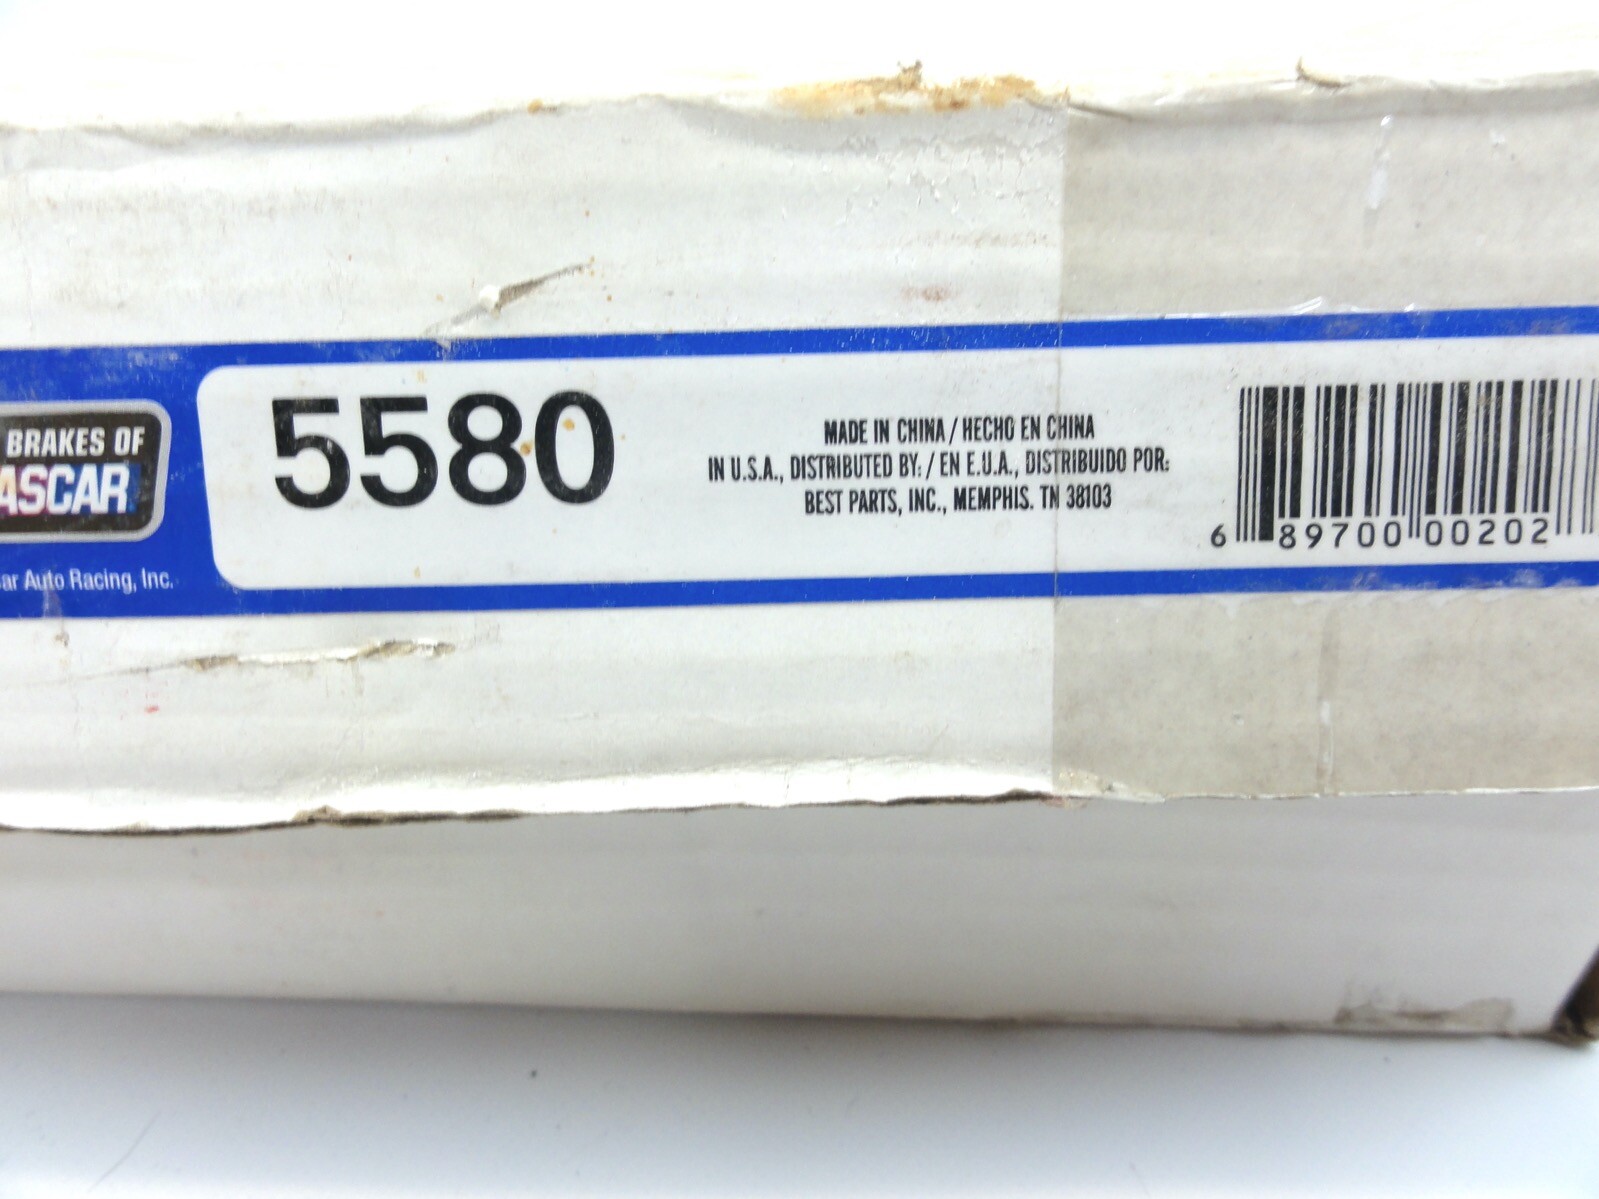 BRAKES OF
ASCAR
ar Auto Racing, Inc.
5580
MADE IN CHINA / HECHO EN CHINA
IN U.S.A., DISTRIBUTED BY: / EN E.U.A., DISTRIBUIDO POR:
BEST PARTS, INC., MEMPHIS. TN 38103
6 89700 00202